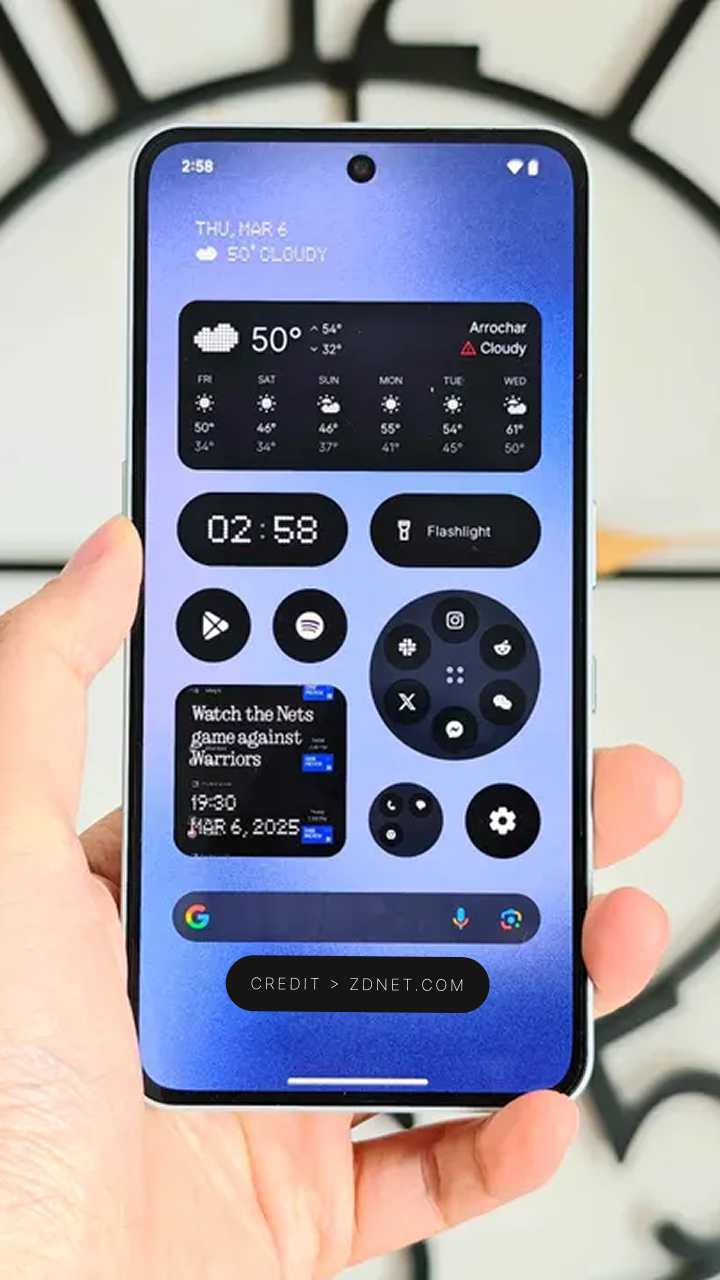 2:58
THU, MAR 6
50° CLOUDY
50°
54°
32°
Arrochar
Cloudy
FRI SAT SUN MON TUE WED
50° 46° 46° 55° 54° 61°
34° 34° 37° 41° 45° 50°
02:58
Flashlight
Watch the Nets
game against
Warriors
19:30
MAR 6, 2025
CREDIT > ZDNET.COM